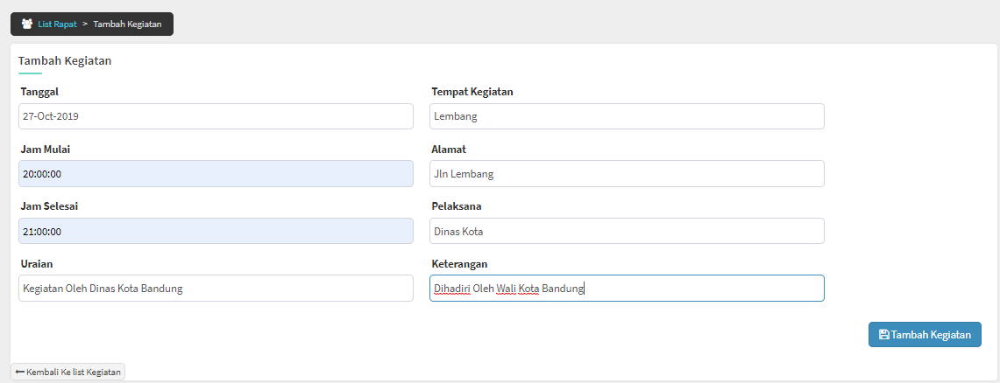 List Rapat > Tambah Kegiatan
Tambah Kegiatan
Tanggal
27-Oct-2019
Tempat Kegiatan
Lembang
Jam Mulai
20:00:00
Alamat
Jln Lembang
Jam Selesai
21:00:00
Pelaksana
Dinas Kota
Uraian
Kegiatan Oleh Dinas Kota Bandung
Keterangan
Dihadiri Oleh Wali Kota Bandung
Tambah Kegiatan
Kembali Ke list Kegiatan